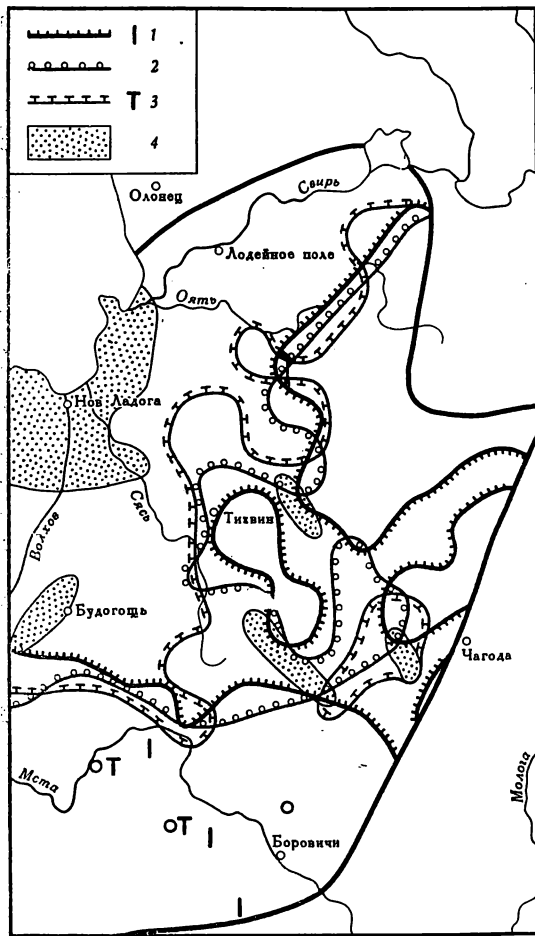 I 1
2
T 3
4
Олонец
Свирь
Лодейное поле
Оять
Нов Ладога
Сясь
Волхов
Тихвин
Будогощь
Чагода
Мста
T
I
T
I
Боровичи
Молога
I